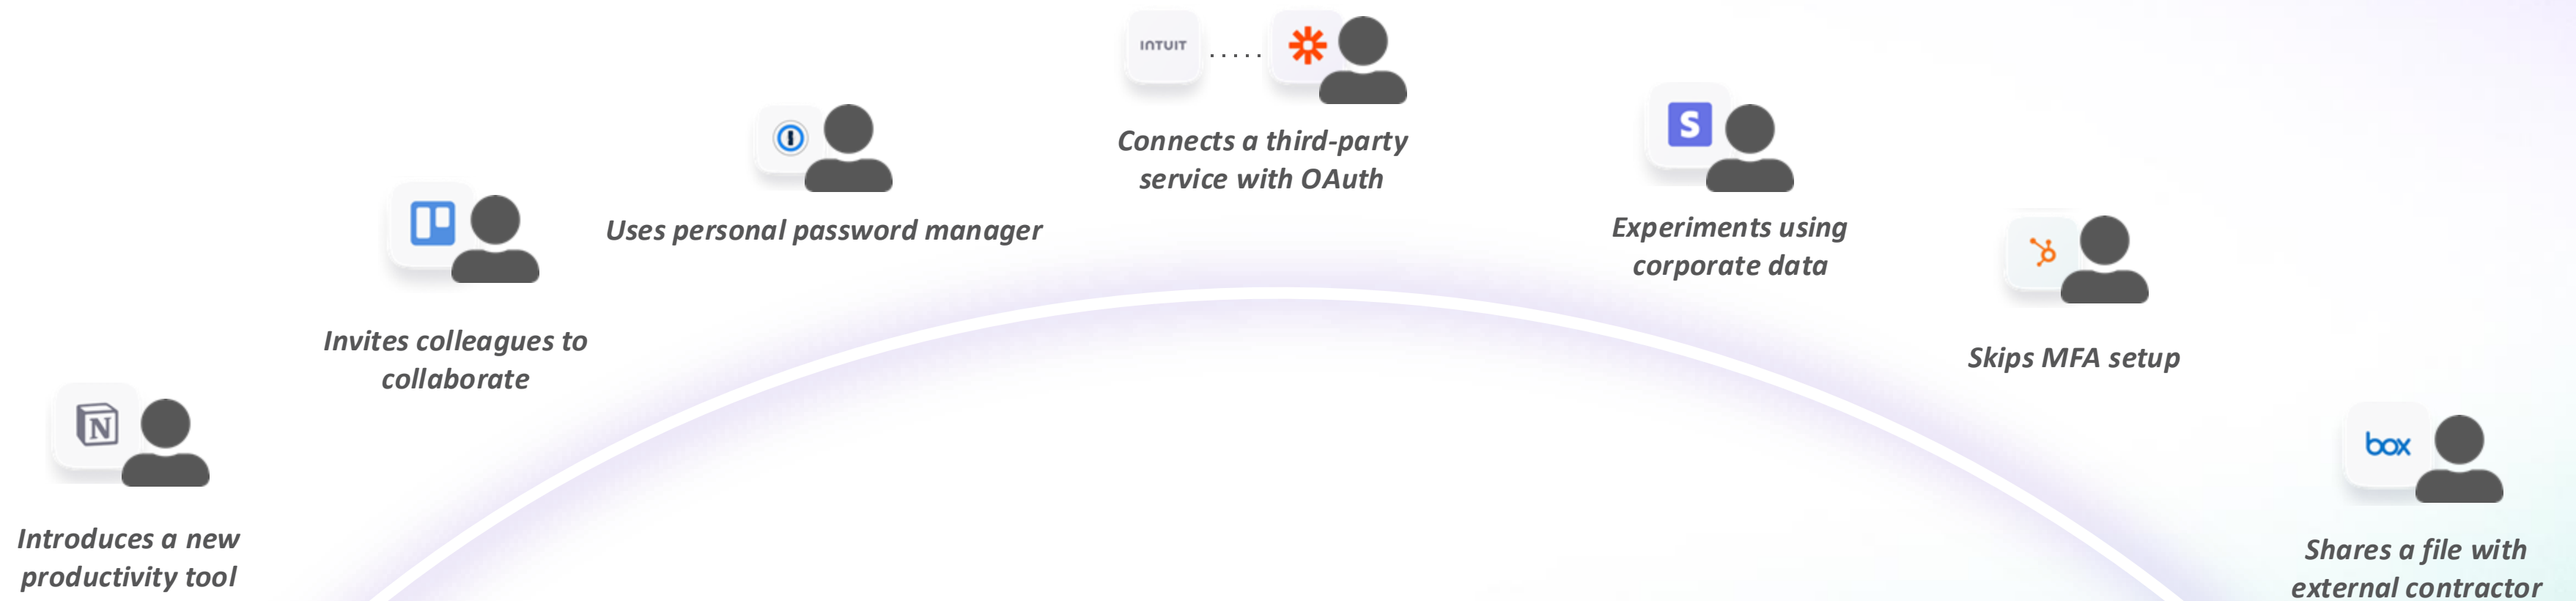 INTUIT
Connects a third-party
service with OAuth
S
Experiments using
corporate data
Uses personal password manager
Invites colleagues to
collaborate
Skips MFA setup
N
Introduces a new
productivity tool
box
Shares a file with
external contractor